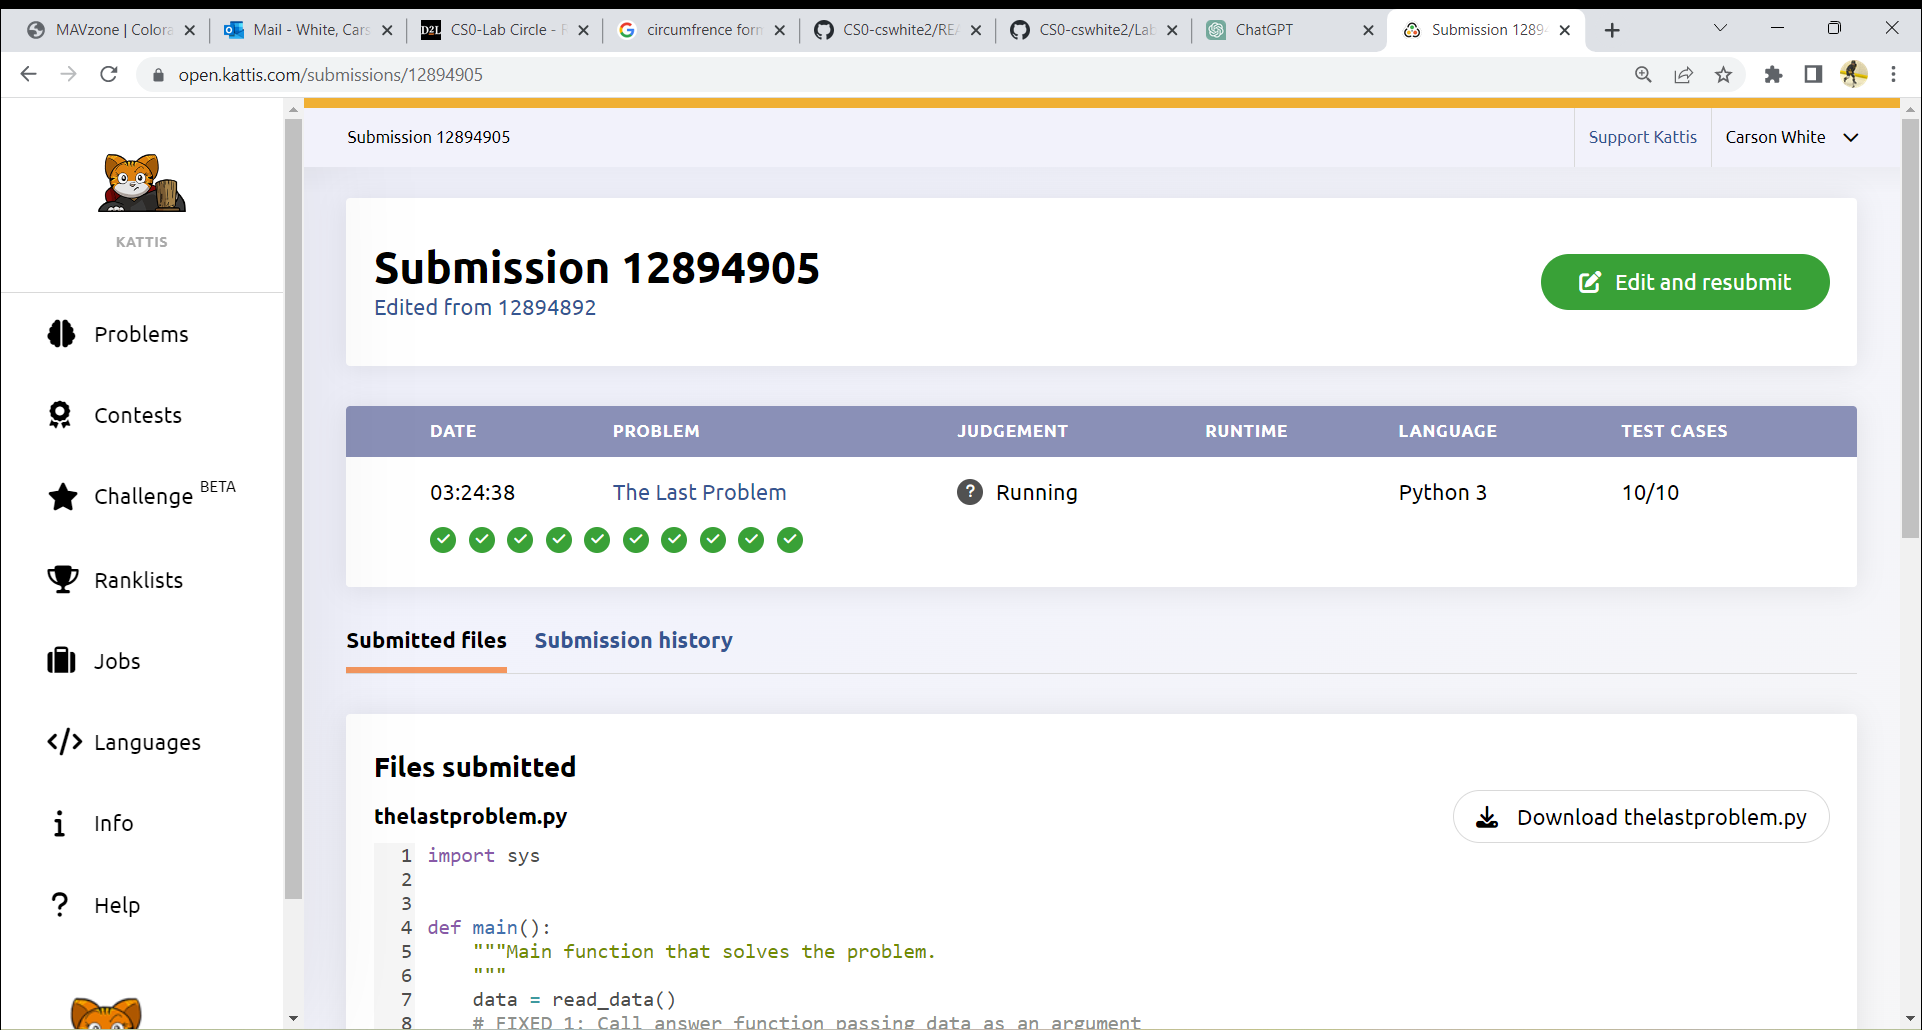 MAVzone | Colora
Mail - White, Cars
D2L CS0-Lab Circle - F
circumfrence form
CS0-cswhite2/REA
CS0-cswhite2/Lab
ChatGPT
Submission 1289
open.kattis.com/submissions/12894905
Submission 12894905
Support Kattis
Carson White
KATTIS
Submission 12894905
Edited from 12894892
Edit and resubmit
Problems
Contests
Challenge BETA
Ranklists
Jobs
Languages
Info
Help
DATE PROBLEM JUDGEMENT RUNTIME LANGUAGE TEST CASES
03:24:38 The Last Problem ? Running Python 3 10/10
Submitted files Submission history
Files submitted
thelastproblem.py
Download thelastproblem.py
1 import sys
2
3
4 def main():
5 """Main function that solves the problem.
6 """
7 data = read_data()
8 # FIXED 1: Call answer function passing data as an argument